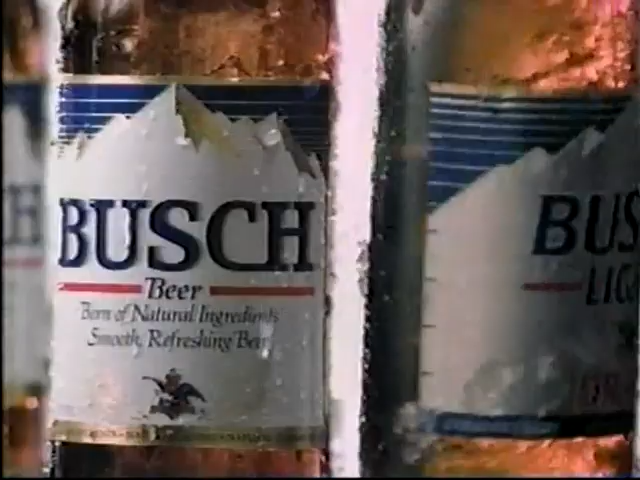 BUSCH
Beer
Born of Natural Ingredients
Smooth, Refreshing Beer
BUS
LIG
H